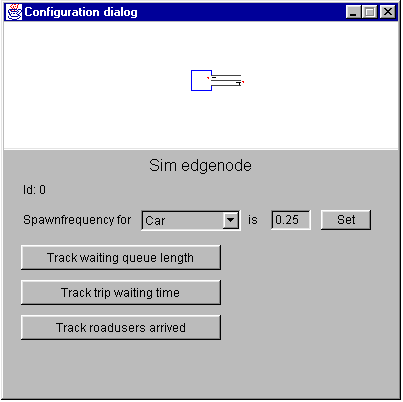 Configuration dialog
Sim edgenode
Id: 0
Spawnfrequency for Car is 0.25 Set
Track waiting queue length
Track trip waiting time
Track roadusers arrived